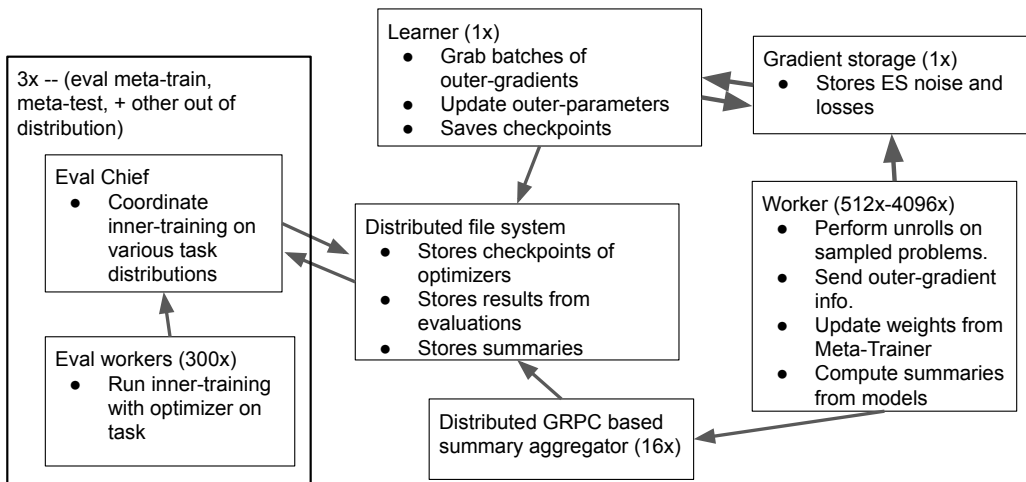 3x -- (eval meta-train,
meta-test, + other out of
distribution)
Eval Chief
● Coordinate
inner-training on
various task
distributions
Eval workers (300x)
● Run inner-training
with optimizer on
task
Learner (1x)
● Grab batches of
outer-gradients
● Update outer-parameters
● Saves checkpoints
Distributed file system
● Stores checkpoints of
optimizers
● Stores results from
evaluations
● Stores summaries
Distributed GRPC based
summary aggregator (16x)
Gradient storage (1x)
● Stores ES noise and
losses
Worker (512x-4096x)
● Perform unrolls on
sampled problems.
● Send outer-gradient
info.
● Update weights from
Meta-Trainer
● Compute summaries
from models